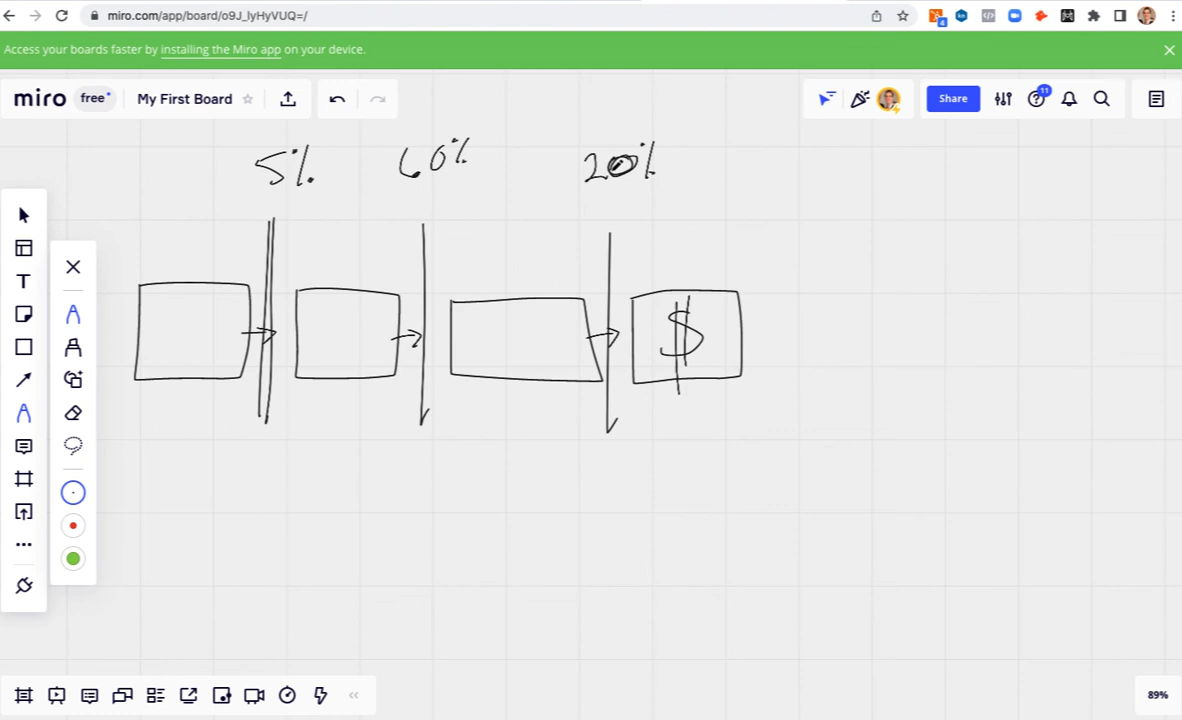 miro.com/app/board/o9J_lyHyVUQ=/
4
Access your boards faster by installing the Miro app on your device.
miro free My First Board
Share
11
5% 60% 20%
$
T
89%